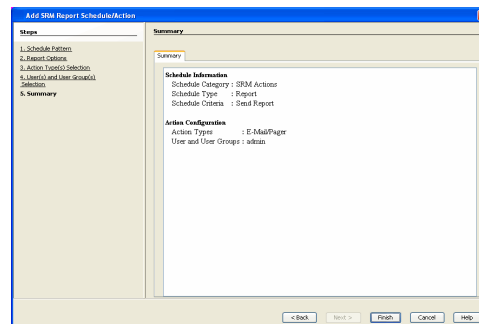 Add SRM Report Schedule/Action
Steps
1. Schedule Pattern
2. Report Options
3. Action Type(s) Selection
4. User(s) and User Group(s)
Selection
5. Summary
Summary
Summary
Schedule Information
Schedule Category : SRM Actions
Schedule Type : Report
Schedule Criteria : Send Report
Action Configuration
Action Types : E-Mail/Pager
User and User Groups : admin
< Back
Next >
Finish
Cancel
Help